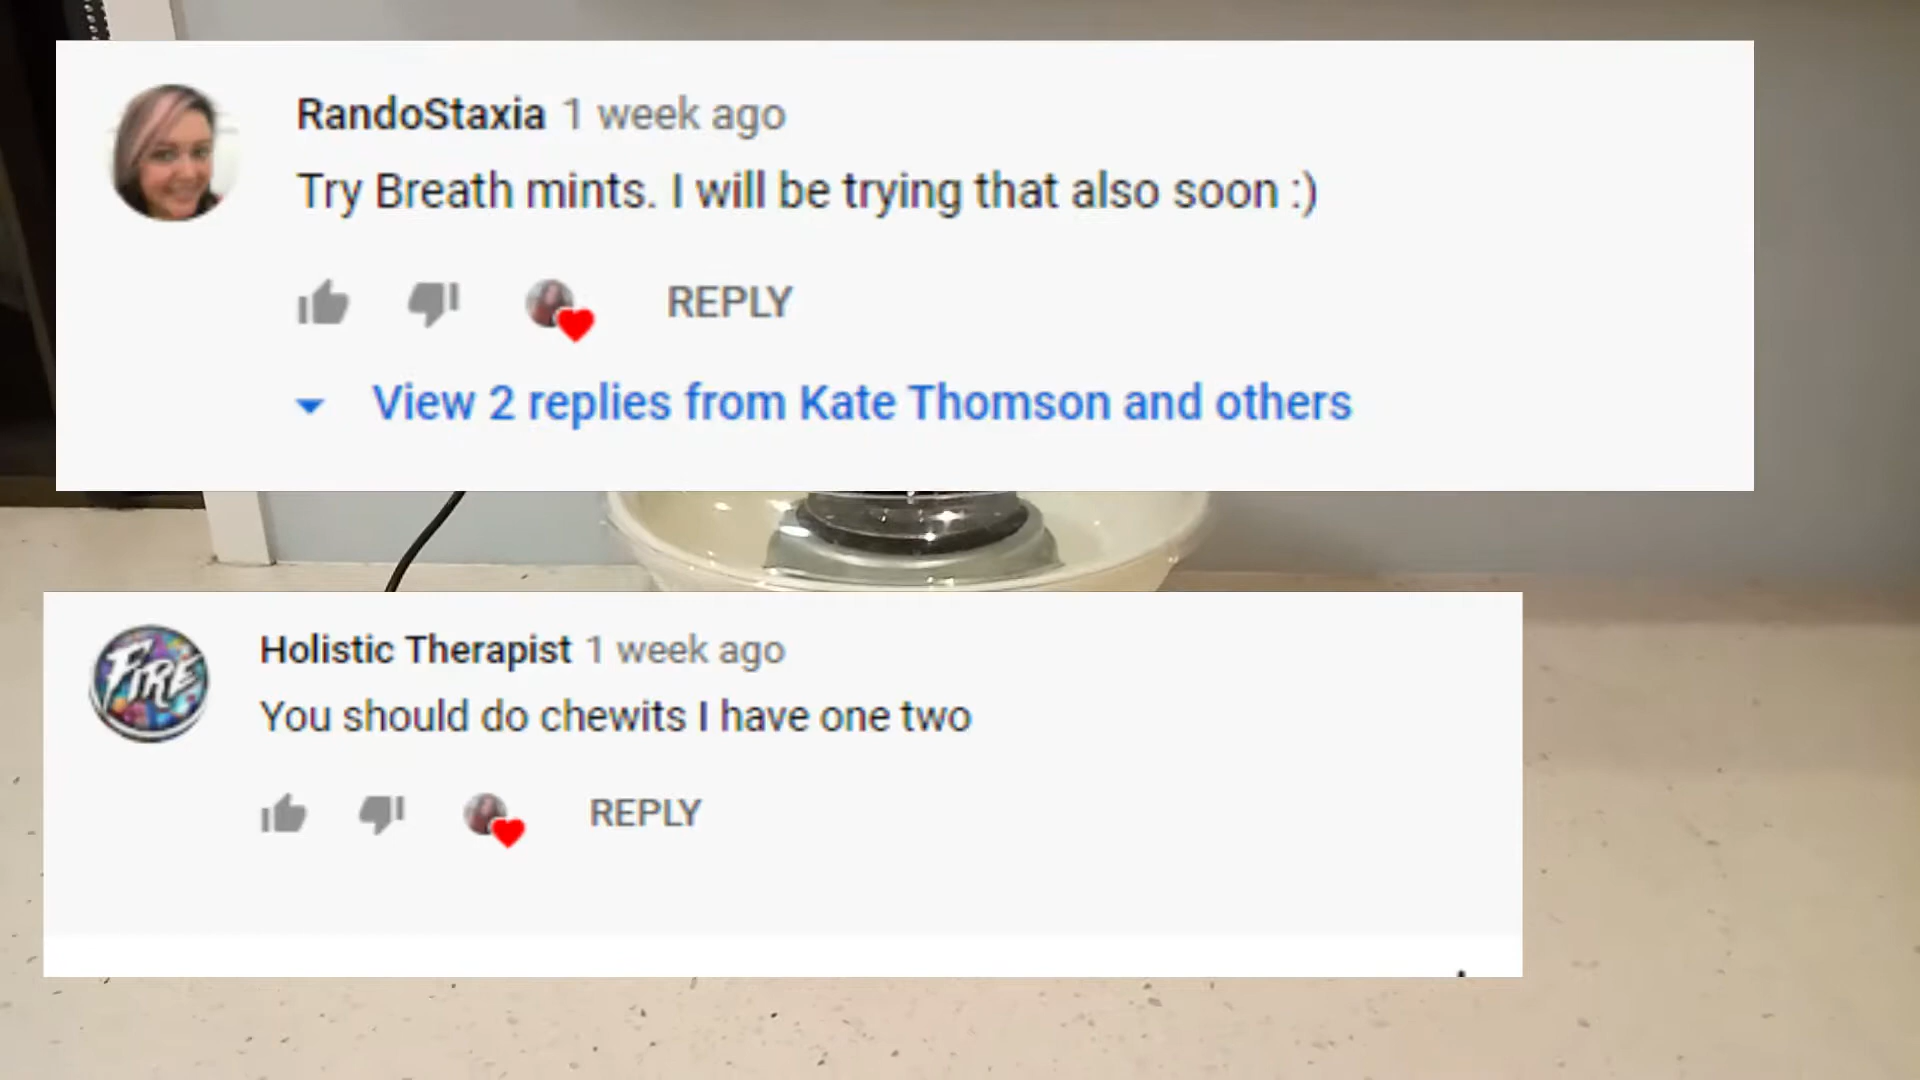 RandoStaxia 1 week ago
Try Breath mints. I will be trying that also soon :)
REPLY
View 2 replies from Kate Thomson and others
FIRE
Holistic Therapist 1 week ago
You should do chewits I have one two
REPLY